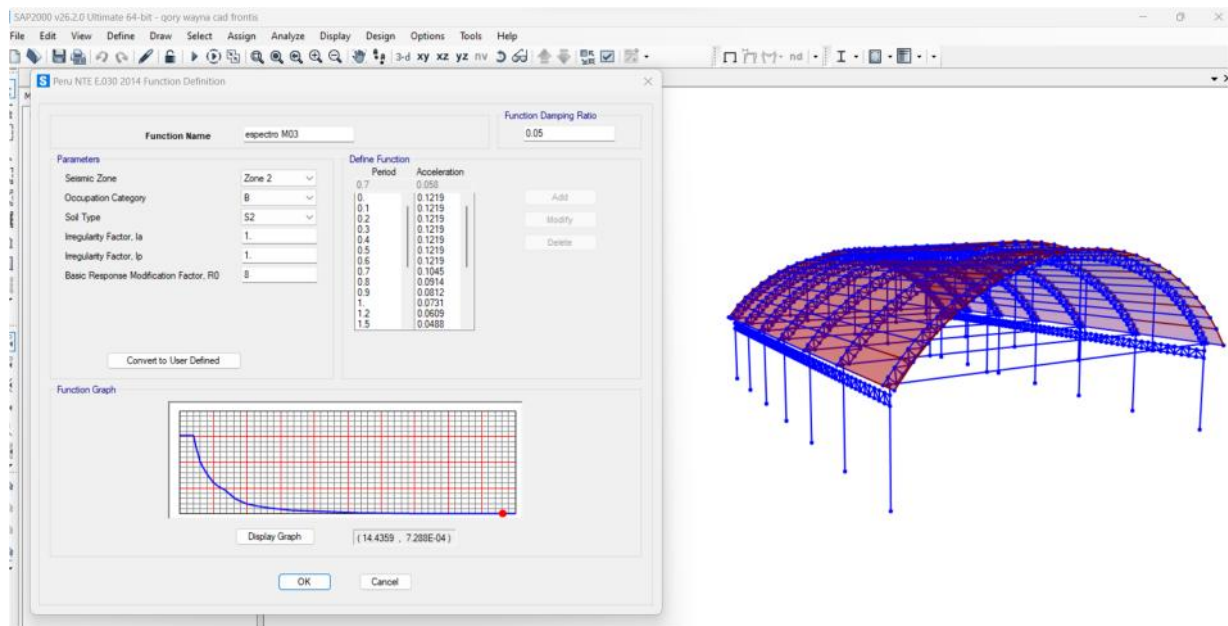 SAP2000 v26.2.0 Ultimate 64-bit - qory wayna cad frontis
File Edit View Define Draw Select Assign Analyze Display Design Options Tools Help
3-d xy xz yz nv
nd
Peru NTE E.030 2014 Function Definition
Function Damping Ratio
Function Name espectro M03 0.05
Parameters
Seismic Zone Zone 2
Occupation Category B
Soil Type S2
Irregularity Factor, Ia 1.
Irregularity Factor, Ip 1.
Basic Response Modification Factor, R0 8
Convert to User Defined
Define Function
Period Acceleration
0.7 0.058
0. 0.1219
0.1 0.1219
0.2 0.1219
0.3 0.1219
0.4 0.1219
0.5 0.1219
0.6 0.1219
0.7 0.1045
0.8 0.0914
0.9 0.0812
1. 0.0731
1.2 0.0609
1.5 0.0488
Add
Modify
Delete
Function Graph
Display Graph (14.4359 , 7.288E-04)
OK Cancel